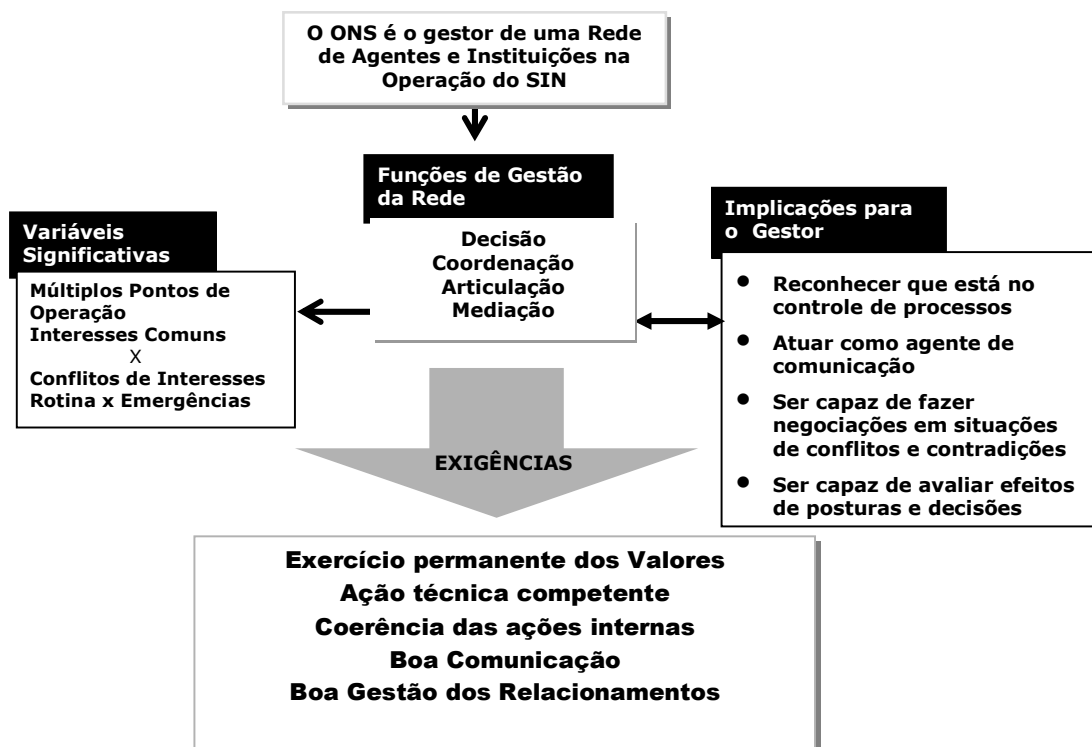 O ONS é o gestor de uma Rede
de Agentes e Instituições na
Operação do SIN
Funções de Gestão
da Rede
Decisão
Coordenação
Articulação
Mediação
Variáveis
Significativas
Múltiplos Pontos de
Operação
Interesses Comuns
X
Conflitos de Interesses
Rotina x Emergências
Implicações para
o Gestor
● Reconhecer que está no
controle de processos
● Atuar como agente de
comunicação
● Ser capaz de fazer
negociações em situações
de conflitos e contradições
● Ser capaz de avaliar efeitos
de posturas e decisões
EXIGÊNCIAS
Exercício permanente dos Valores
Ação técnica competente
Coerência das ações internas
Boa Comunicação
Boa Gestão dos Relacionamentos